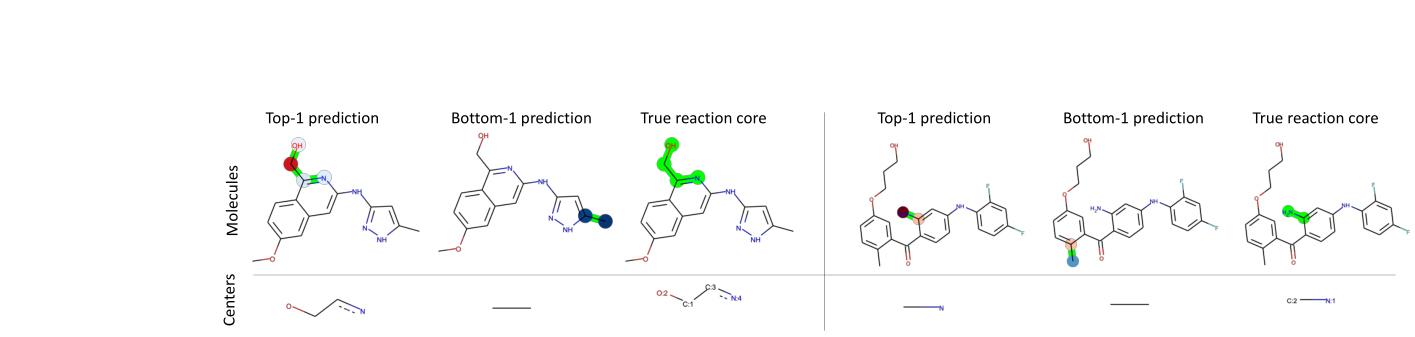 Top-1 prediction Bottom-1 prediction True reaction core Top-1 prediction Bottom-1 prediction True reaction core
Molecules
OH N NH N NH O
OH N NH N NH O
OH N NH N NH O
OH O NH F F O
OH O H₂N NH F F O
OH O NH F F O
Centers
O N
O:2 C:1 C:3 N:4
N
C:2 N:1